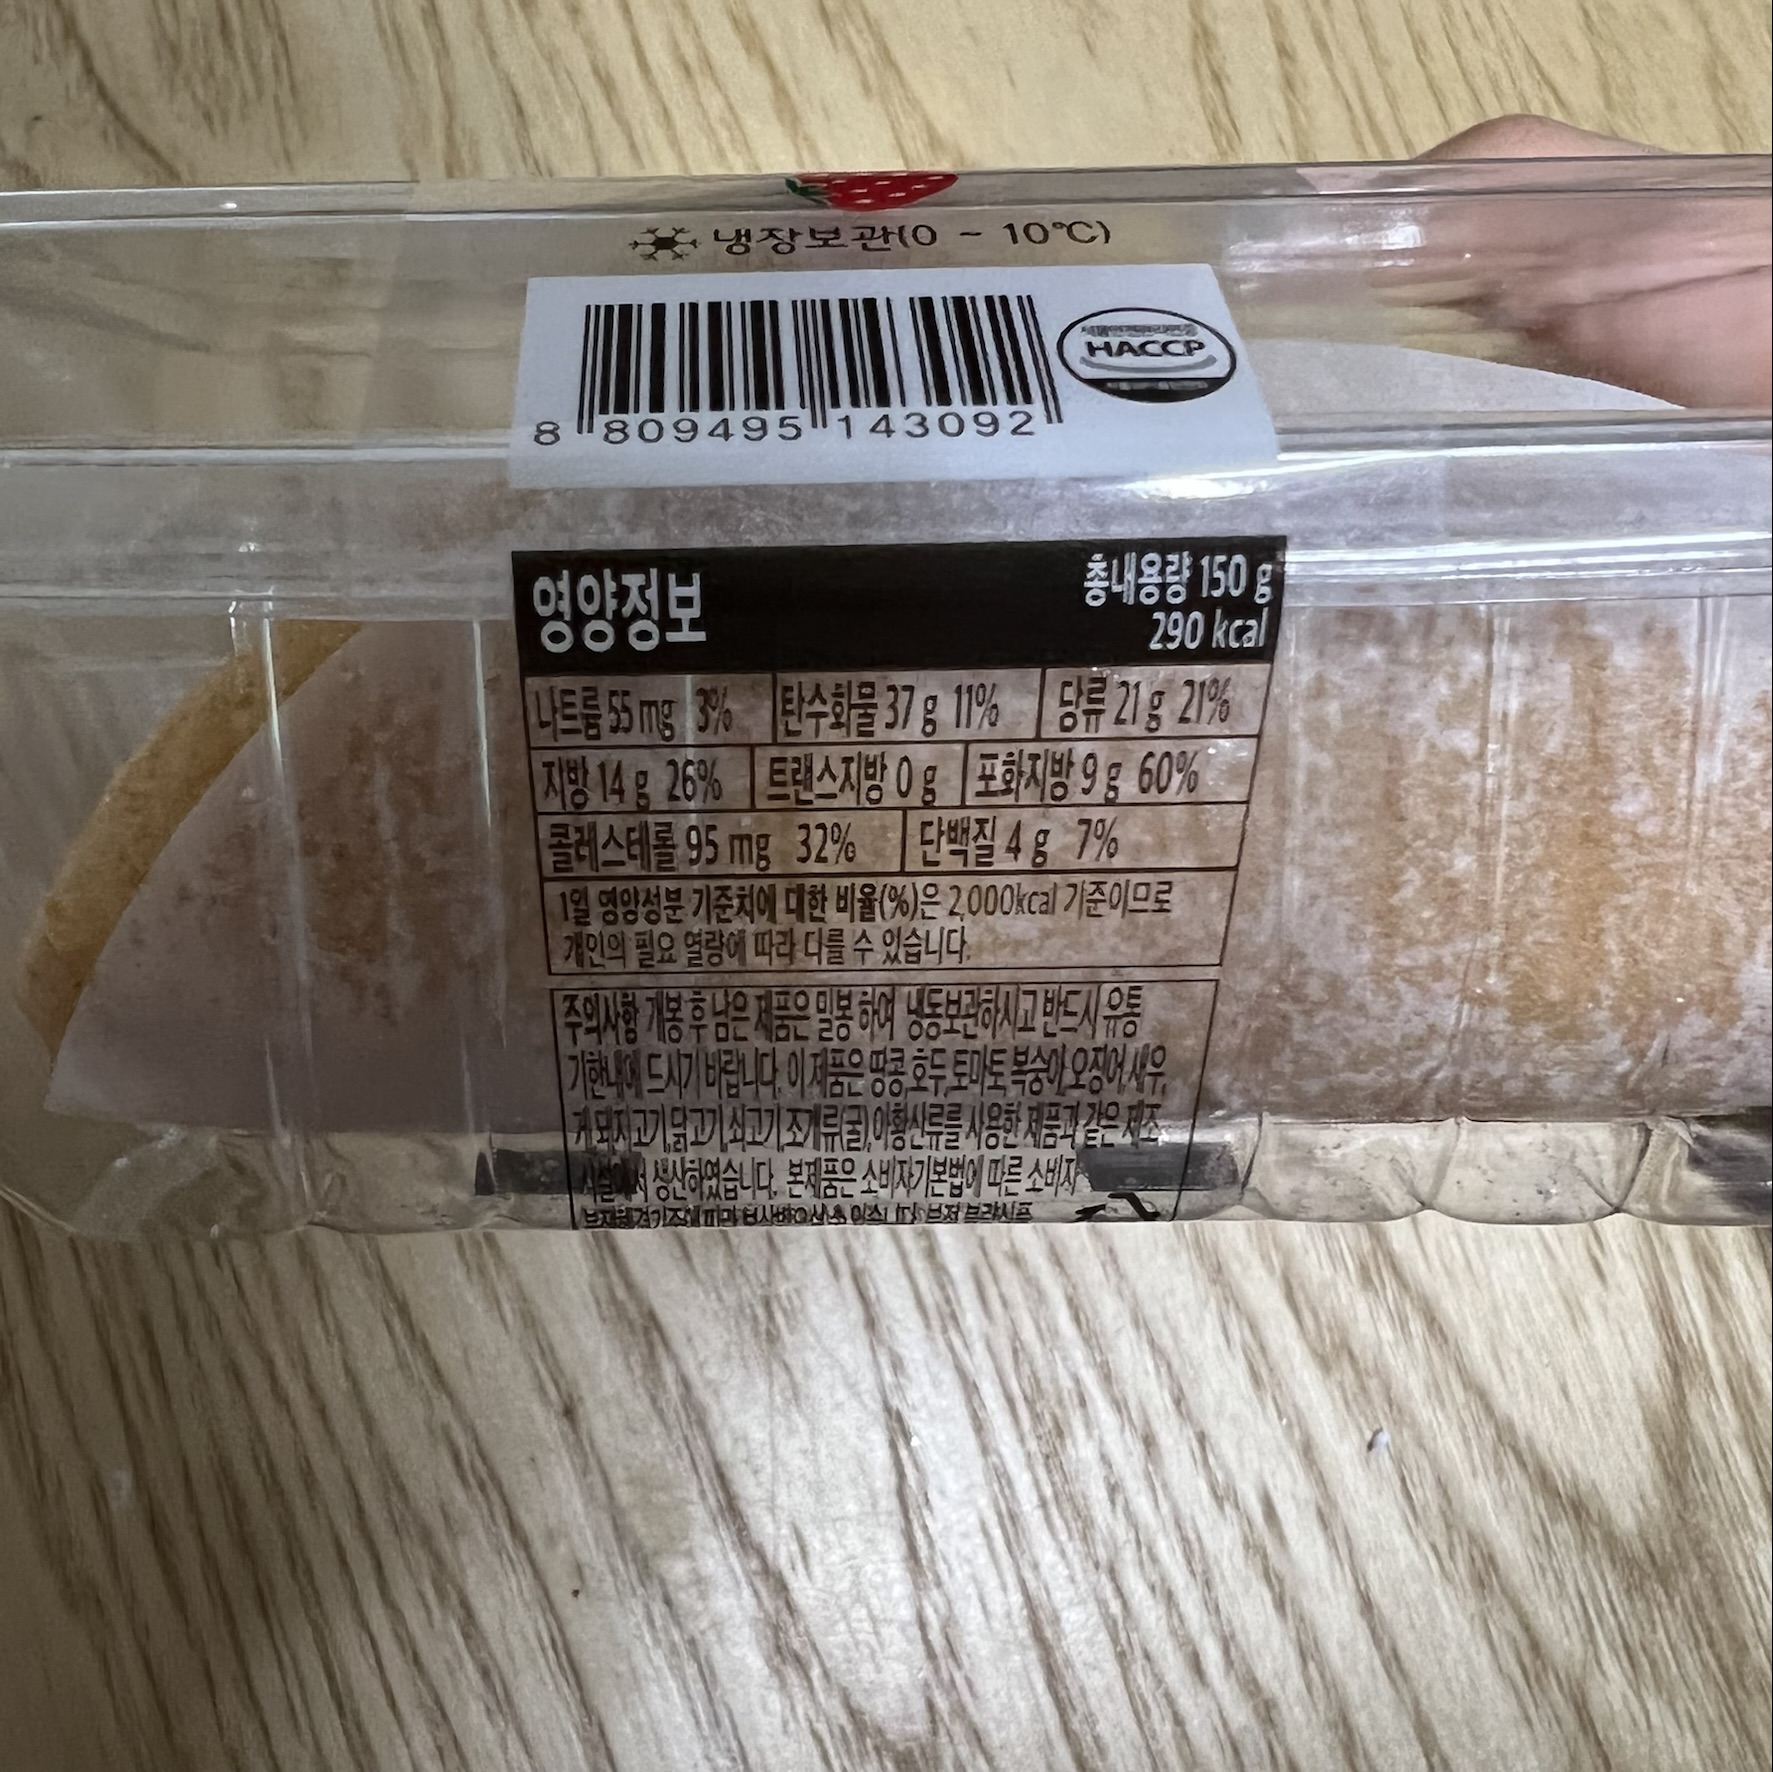 냉장보관(0 ~ 10℃)
HACCP
8 809495 143092
영양정보
총내용량 150 g
290 kcal
나트륨 55 mg 3% 탄수화물 37 g 11% 당류 21 g 21%
지방 14 g 26% 트랜스지방 0 g 포화지방 9 g 60%
콜레스테롤 95 mg 32% 단백질 4 g 7%
1일 영양성분 기준치에 대한 비율(%)은 2,000kcal 기준이므로
개인의 필요 열량에 따라 다를 수 있습니다.
주의사항 개봉 후 남은 제품은 밀봉 하여 냉동보관하시고 반드시 유통
기한내에 드시기 바랍니다. 이 제품은 땅콩,호두,토마토,복숭아,오징어,새우,
게,돼지고기,닭고기,쇠고기,조개류(굴),아황산류를 사용한 제품과 같은 제조
시설에서 생산하였습니다. 본제품은 소비자기본법에 따른 소비자